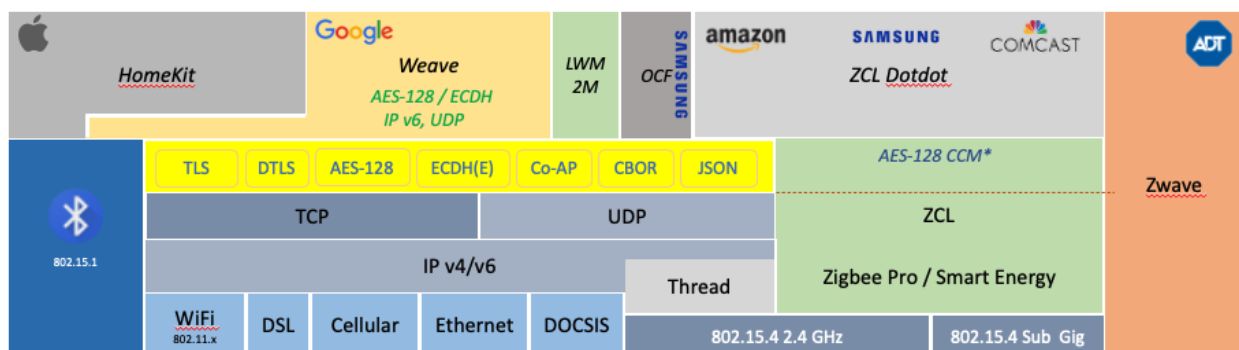 Google
amazon
SAMSUNG
COMCAST
ADT
HomeKit
Weave
AES-128 / ECDH
IP v6, UDP
LWM
2M
OCF
SAMSUNG
ZCL Dotdot
TLS
DTLS
AES-128
ECDH(E)
Co-AP
CBOR
JSON
AES-128 CCM*
Zwave
802.15.1
TCP
UDP
ZCL
IP v4/v6
Thread
Zigbee Pro / Smart Energy
WiFi
802.11.x
DSL
Cellular
Ethernet
DOCSIS
802.15.4 2.4 GHz
802.15.4 Sub Gig